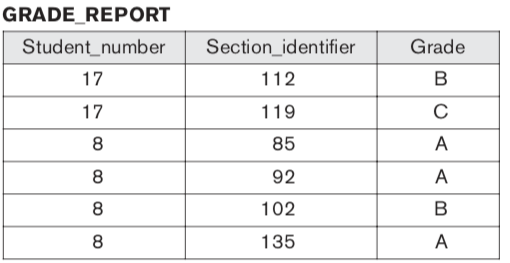 GRADE_REPORT
Student_number Section_identifier Grade
17 112 B
17 119 C
8 85 A
8 92 A
8 102 B
8 135 A